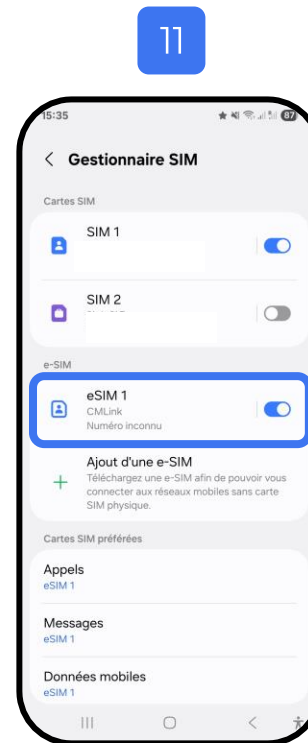 11
15:35
87
Gestionnaire SIM
Cartes SIM
SIM 1
SIM 2
e-SIM
eSIM 1
CMLink
Numéro inconnu
Ajout d'une e-SIM
Téléchargez une e-SIM afin de pouvoir vous
connecter aux réseaux mobiles sans carte
SIM physique.
Cartes SIM préférées
Appels
eSIM 1
Messages
eSIM 1
Données mobiles
eSIM 1